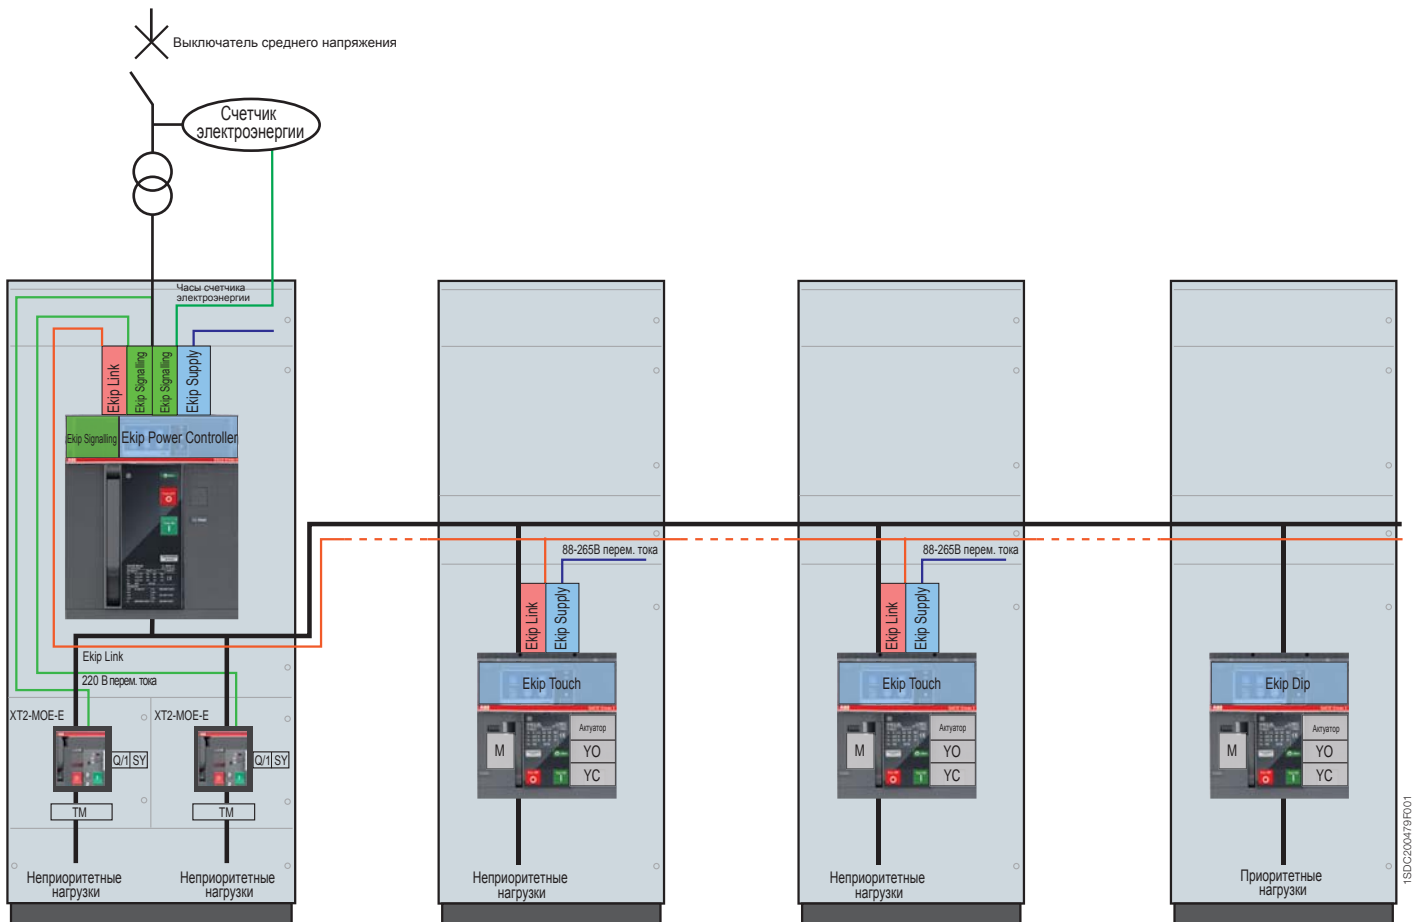 Выключатель среднего напряжения
Счетчик
электроэнергии
Часы счетчика
электроэнергии
Ekip Link
Ekip Signalling
Ekip Signalling
Ekip Supply
Ekip Signalling
Ekip Power Controller
Ekip Link
220 В перем. тока
XT2-MOE-E
XT2-MOE-E
Q/1 SY
Q/1 SY
TM
TM
Неприоритетные
нагрузки
Неприоритетные
нагрузки
88-265В перем. тока
Ekip Link
Ekip Supply
Ekip Touch
M
Актуатор
YO
YC
Неприоритетные
нагрузки
88-265В перем. тока
Ekip Link
Ekip Supply
Ekip Touch
M
Актуатор
YO
YC
Неприоритетные
нагрузки
Ekip Dip
M
Актуатор
YO
YC
Приоритетные
нагрузки
1SDC200479F001